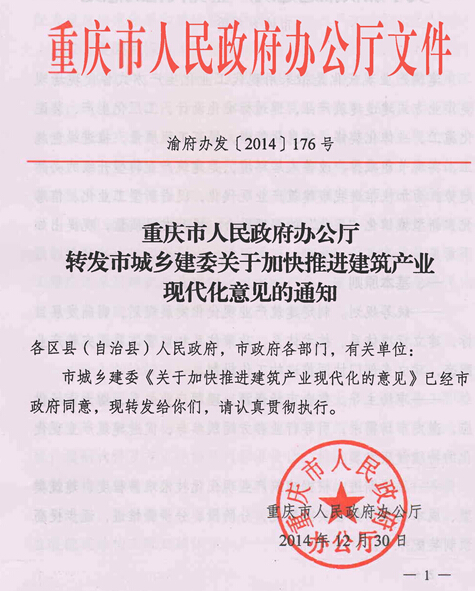 重庆市人民政府办公厅文件
渝府办发〔2014〕176号
重庆市人民政府办公厅
转发市城乡建委关于加快推进建筑产业
现代化意见的通知
各区县（自治县）人民政府，市政府各部门，有关单位：
市城乡建委《关于加快推进建筑产业现代化的意见》已经市
政府同意，现转发给你们，请认真贯彻执行。
重庆市人民政府
办公厅
重庆市人民政府办公厅
2014年12月30日
— 1 —